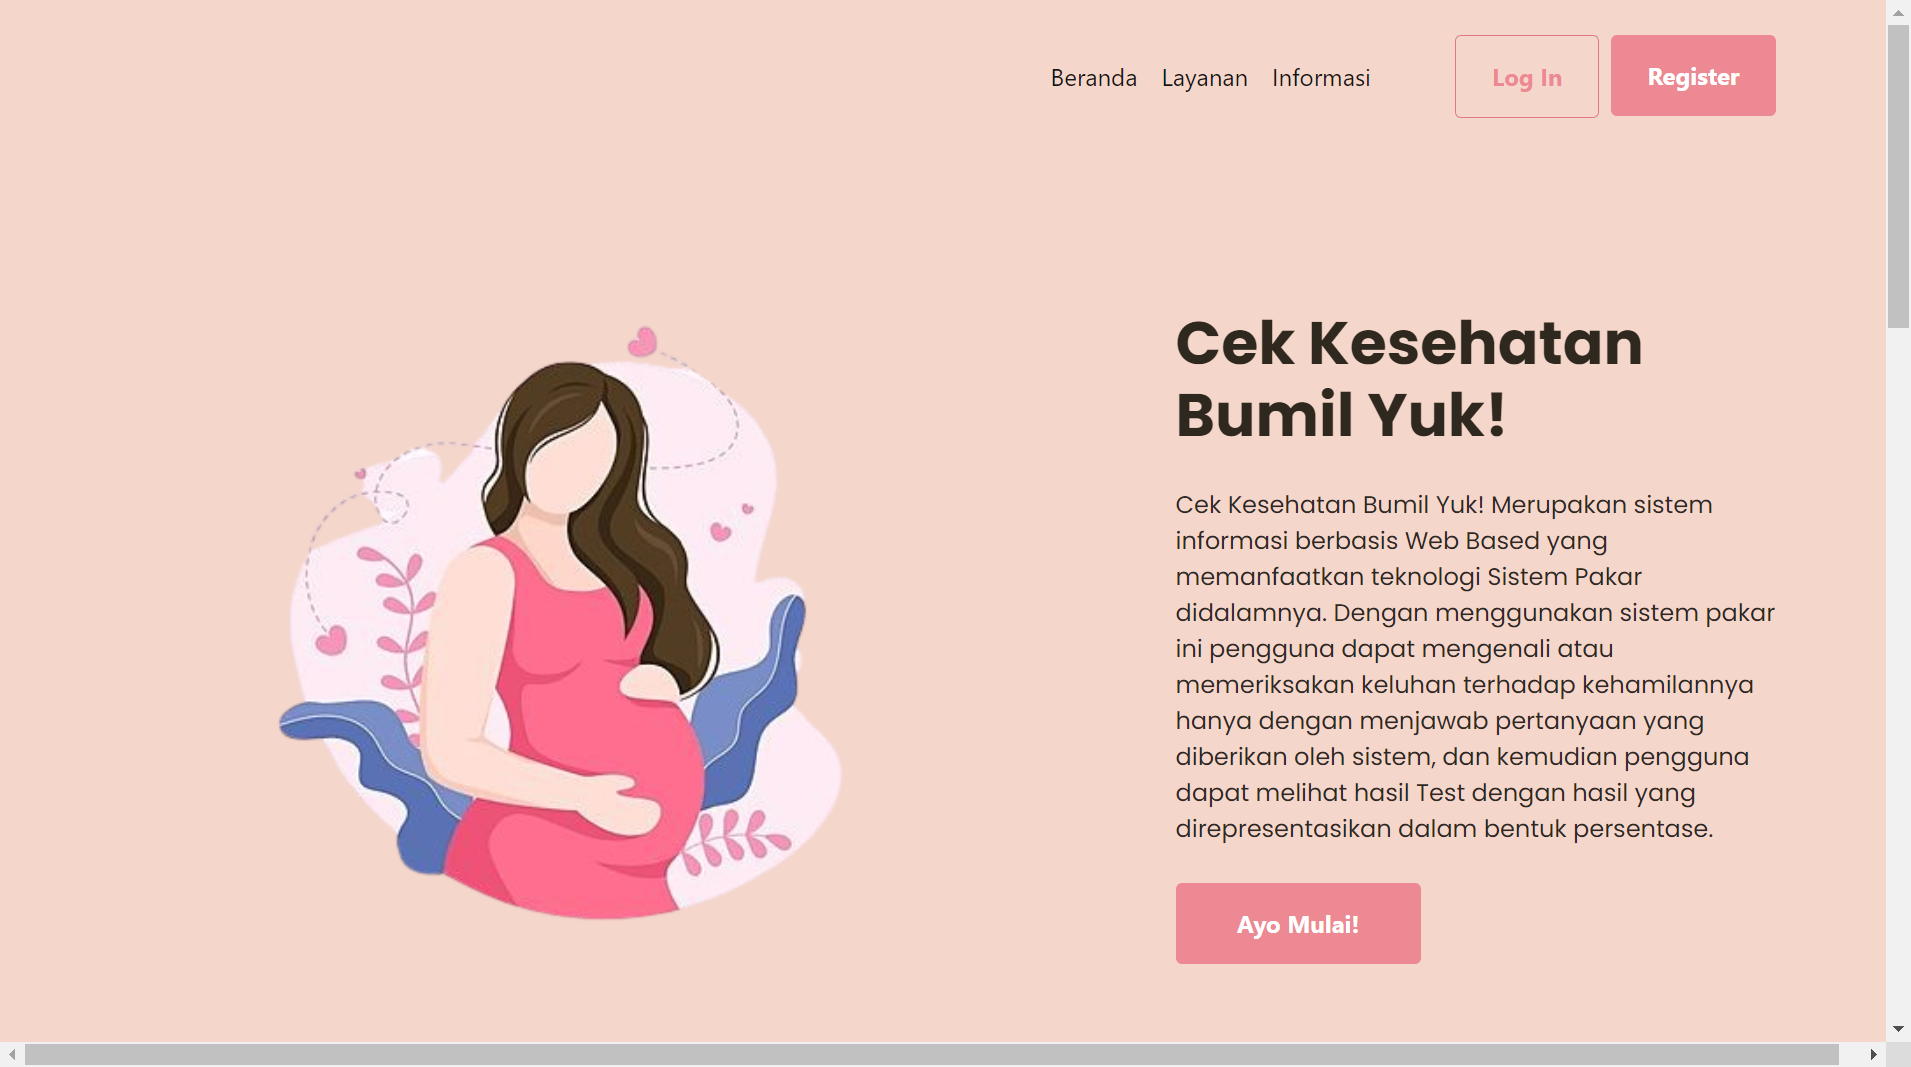 Beranda Layanan Informasi Log In Register
Cek Kesehatan
Bumil Yuk!
Cek Kesehatan Bumil Yuk! Merupakan sistem
informasi berbasis Web Based yang
memanfaatkan teknologi Sistem Pakar
didalamnya. Dengan menggunakan sistem pakar
ini pengguna dapat mengenali atau
memeriksakan keluhan terhadap kehamilannya
hanya dengan menjawab pertanyaan yang
diberikan oleh sistem, dan kemudian pengguna
dapat melihat hasil Test dengan hasil yang
direpresentasikan dalam bentuk persentase.
Ayo Mulai!